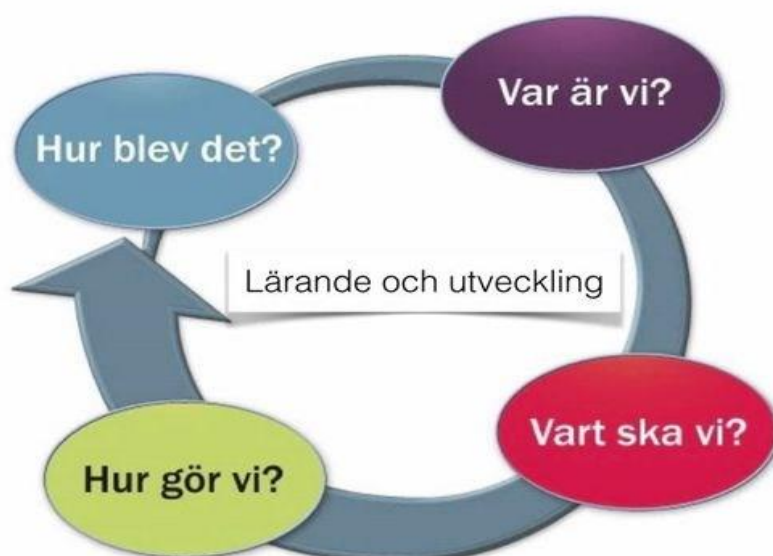 Var är vi?
Hur blev det?
Lärande och utveckling
Vart ska vi?
Hur gör vi?